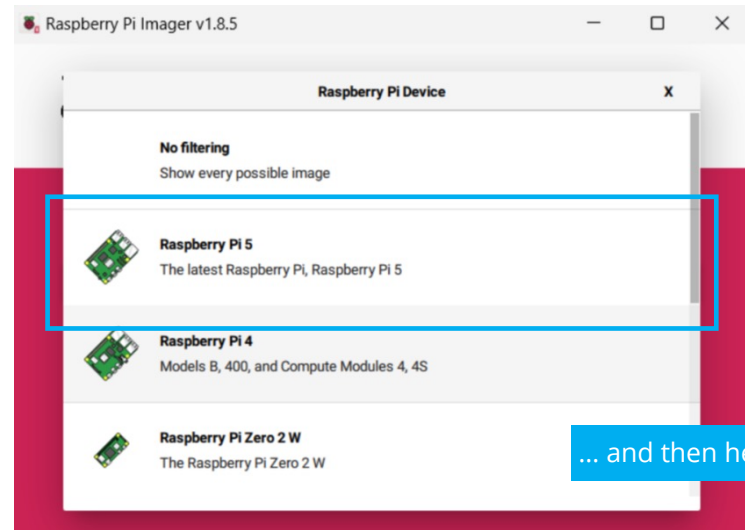 Raspberry Pi Imager v1.8.5
Raspberry Pi Device
X
No filtering
Show every possible image
Raspberry Pi 5
The latest Raspberry Pi, Raspberry Pi 5
Raspberry Pi 4
Models B, 400, and Compute Modules 4, 4S
Raspberry Pi Zero 2 W
The Raspberry Pi Zero 2 W
... and then he